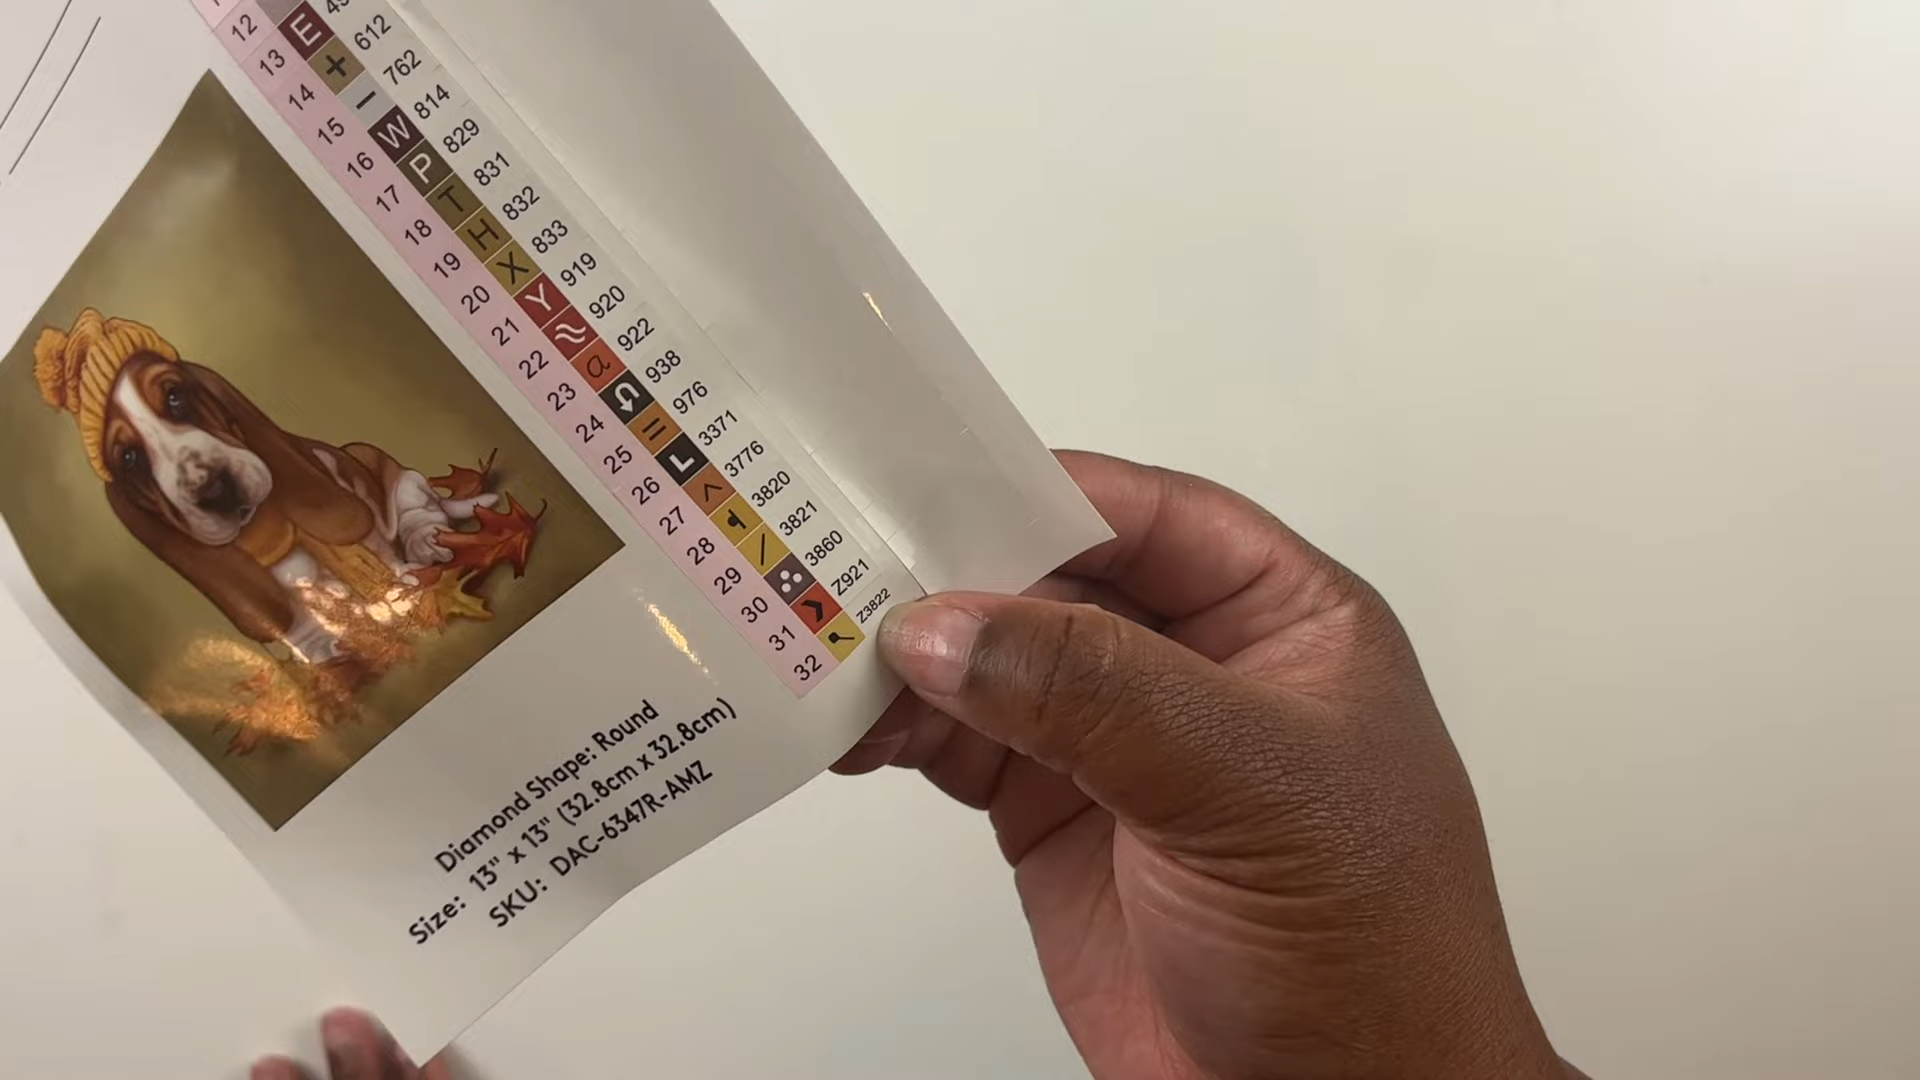 12
13 E
14 + 612
15 − 762
16 W 814
17 P 829
18 T 831
19 H 832
20 X 833
21 Y 919
22 ≈ 920
23 a 922
24 938
25 = 976
26 L 3371
27 ^ 3776
28 3820
29 / 3821
30 3860
31 Z921
32 Z3822
Diamond Shape: Round
Size: 13" x 13" (32.8cm x 32.8cm)
SKU: DAC-6347R-AMZ